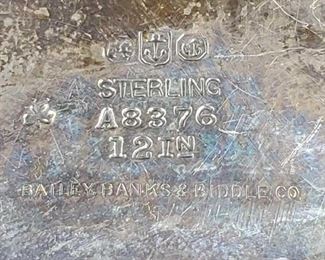 STERLING
A8376
12IN
BAILEY BANKS & BIDDLE CO.